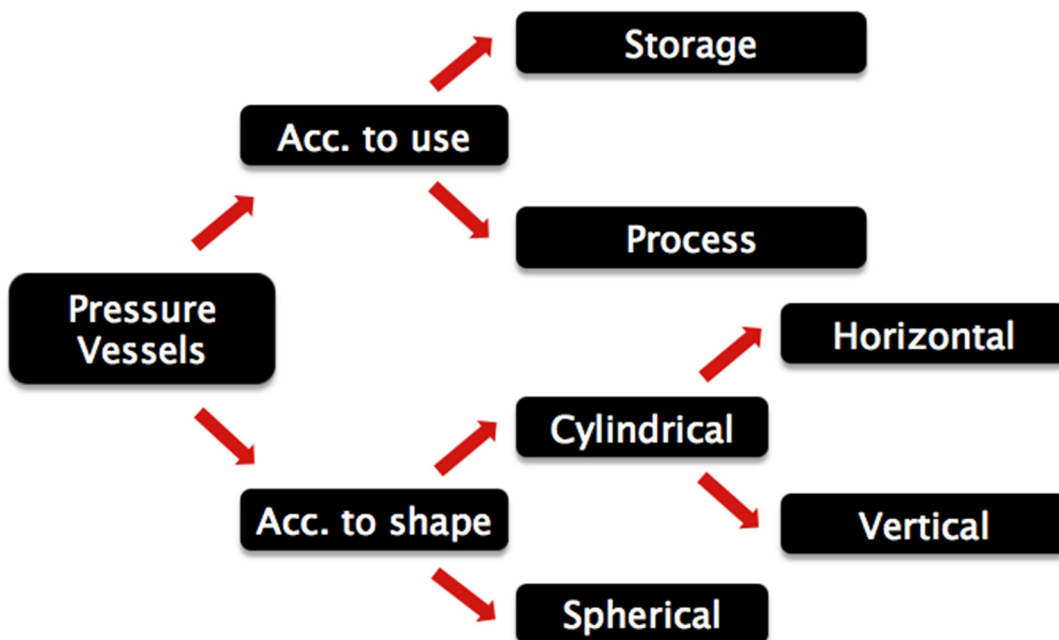 Storage
Acc. to use
Process
Pressure
Vessels
Horizontal
Cylindrical
Acc. to shape
Vertical
Spherical